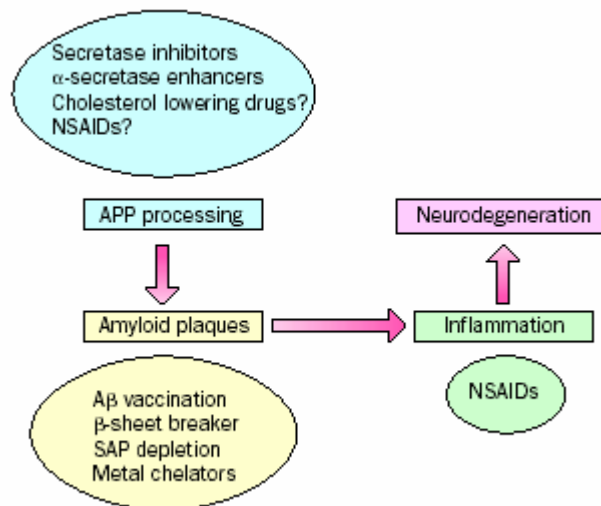 Secretase inhibitors
α-secretase enhancers
Cholesterol lowering drugs?
NSAIDs?
APP processing
Neurodegeneration
Amyloid plaques
Inflammation
Aβ vaccination
β-sheet breaker
SAP depletion
Metal chelators
NSAIDs